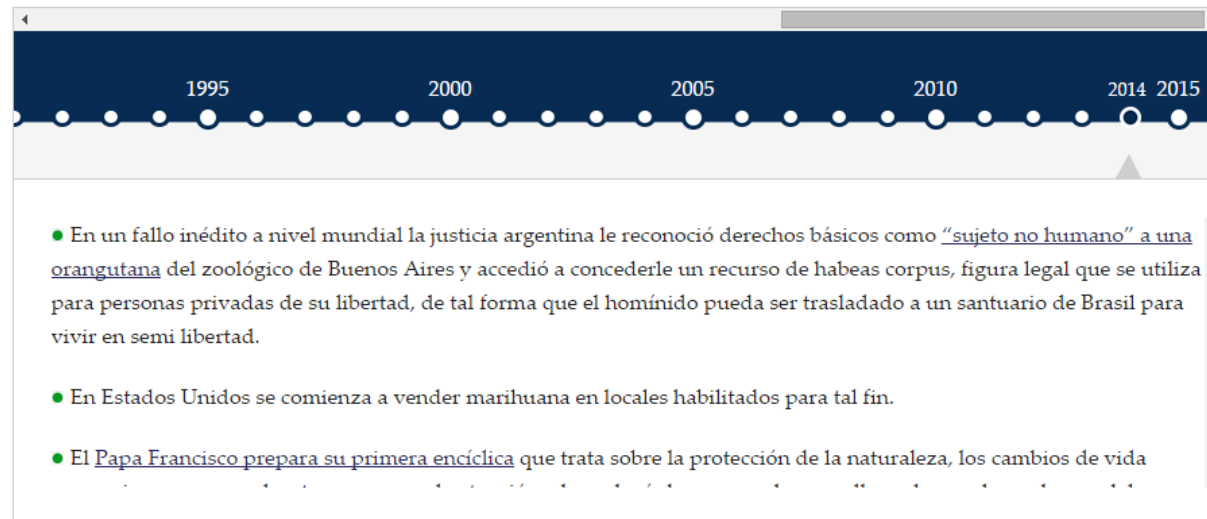 1995 2000 2005 2010 2014 2015
● En un fallo inédito a nivel mundial la justicia argentina le reconoció derechos básicos como “sujeto no humano” a una
orangutana del zoológico de Buenos Aires y accedió a concederle un recurso de habeas corpus, figura legal que se utiliza
para personas privadas de su libertad, de tal forma que el homínido pueda ser trasladado a un santuario de Brasil para
vivir en semi libertad.
● En Estados Unidos se comienza a vender marihuana en locales habilitados para tal fin.
● El Papa Francisco prepara su primera encíclica que trata sobre la protección de la naturaleza, los cambios de vida